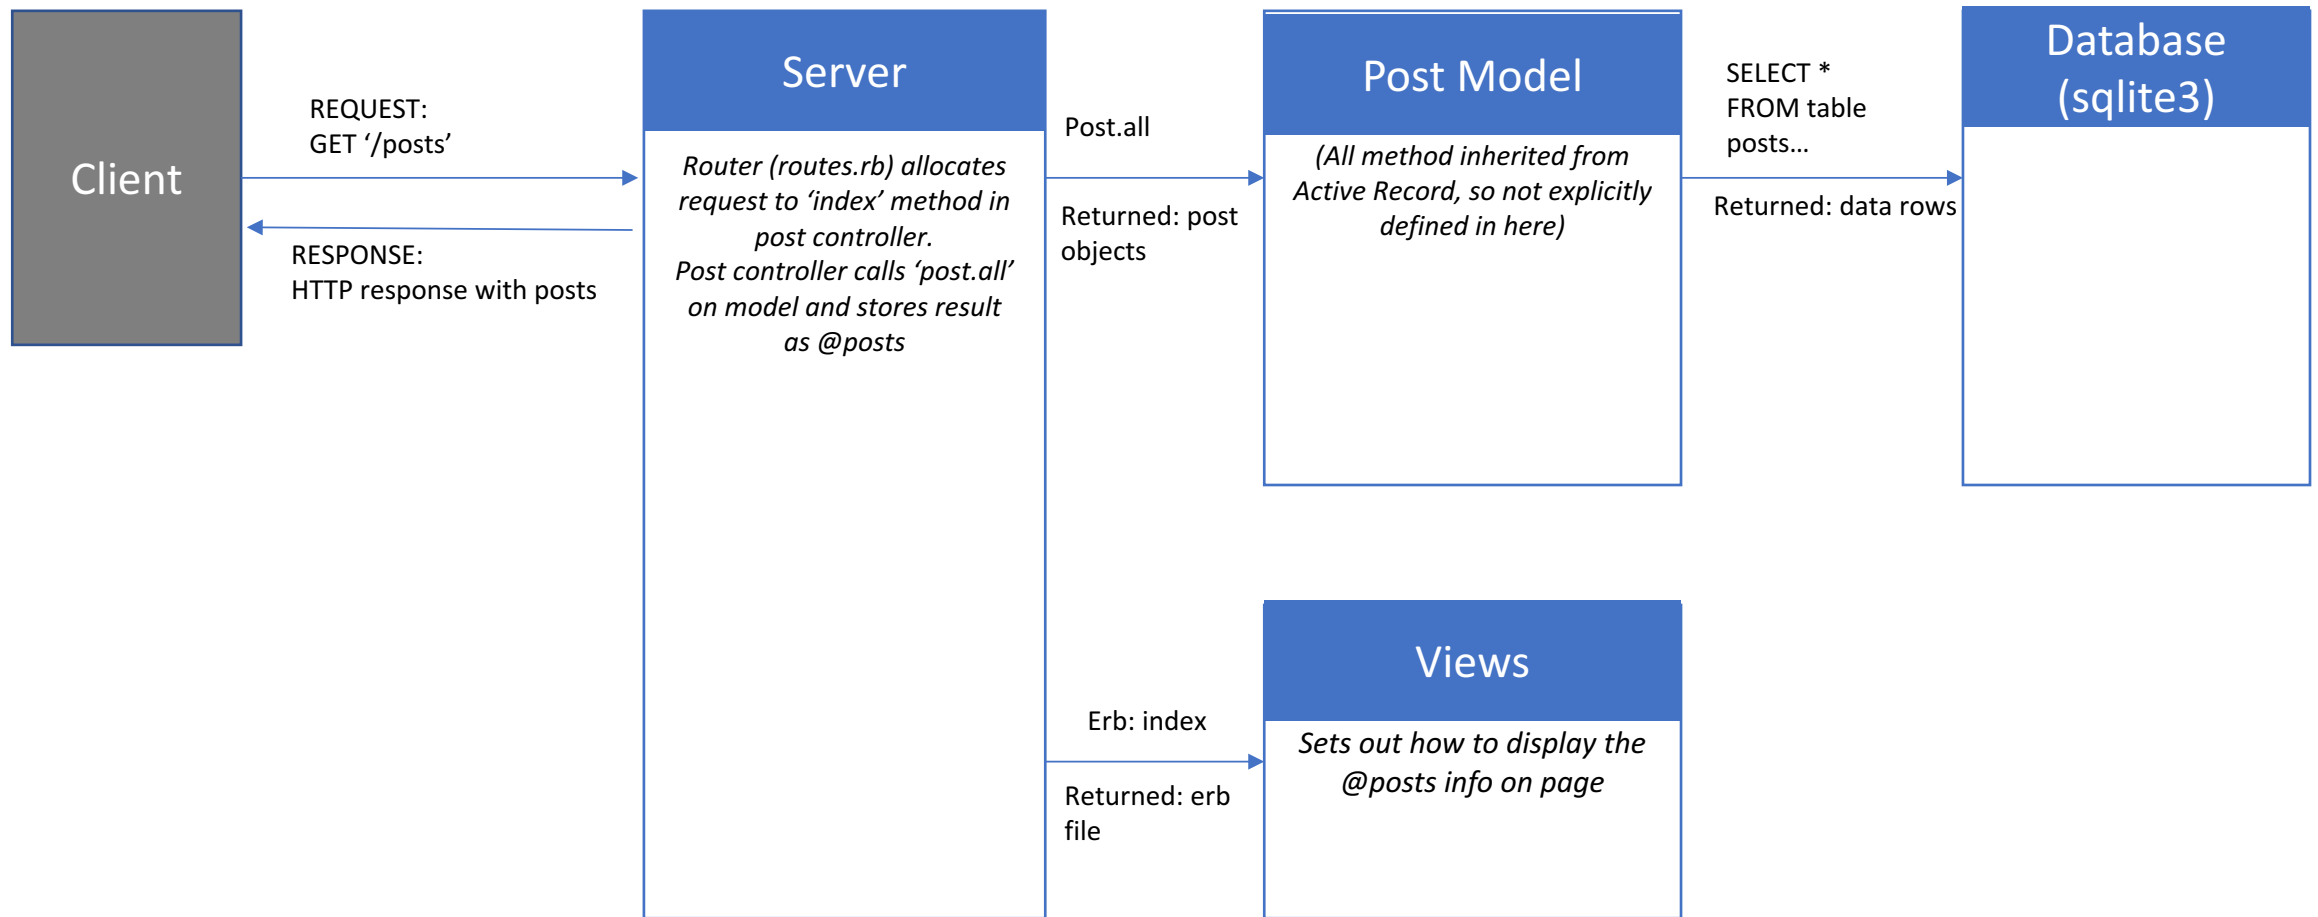 Client
REQUEST:
GET ‘/posts’
RESPONSE:
HTTP response with posts
Server
Router (routes.rb) allocates
request to ‘index’ method in
post controller.
Post controller calls ‘post.all’
on model and stores result
as @posts
Post.all
Returned: post
objects
Post Model
(All method inherited from
Active Record, so not explicitly
defined in here)
SELECT *
FROM table
posts…
Returned: data rows
Database
(sqlite3)
Erb: index
Returned: erb
file
Views
Sets out how to display the
@posts info on page